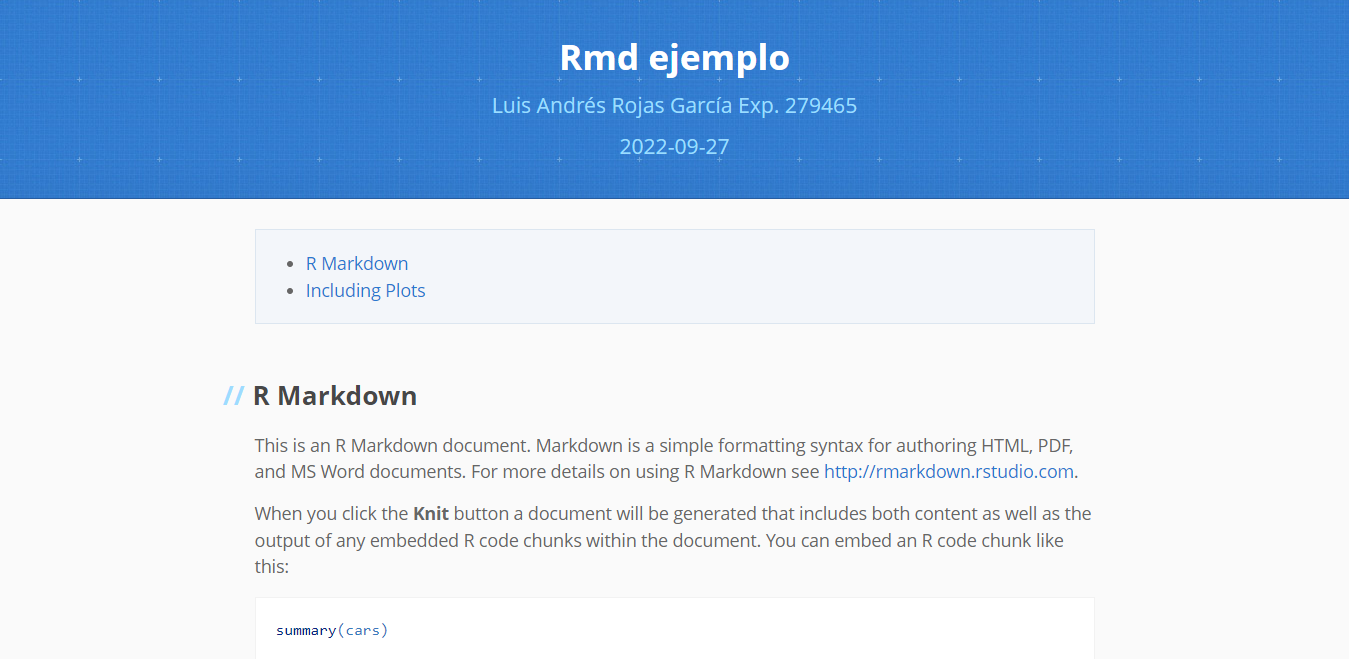 Rmd ejemplo
Luis Andrés Rojas García Exp. 279465
2022-09-27
R Markdown
Including Plots
// R Markdown
This is an R Markdown document. Markdown is a simple formatting syntax for authoring HTML, PDF,
and MS Word documents. For more details on using R Markdown see http://rmarkdown.rstudio.com.
When you click the Knit button a document will be generated that includes both content as well as the
output of any embedded R code chunks within the document. You can embed an R code chunk like
this:
summary(cars)